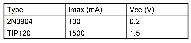 Type Imax (mA) Vce (V)
2N3904 100 0.2
TIP120 1500 1.5